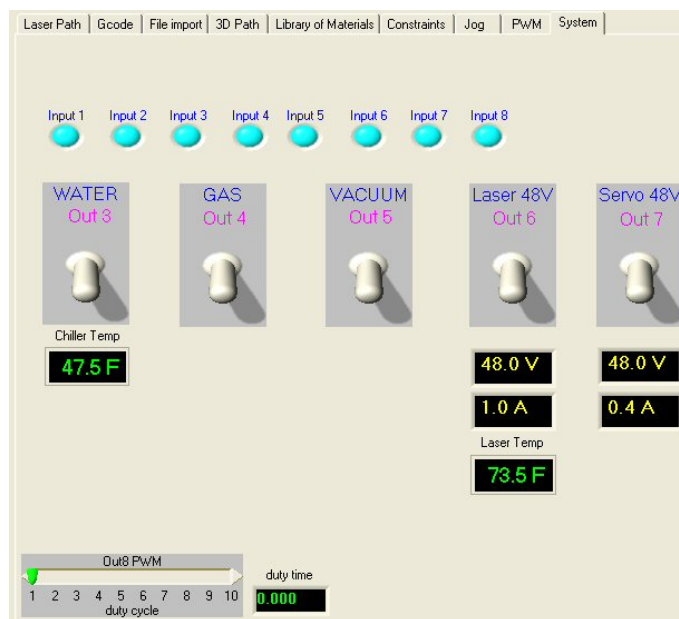 Laser Path Gcode File import 3D Path Library of Materials Constraints Jog PWM System
Input 1 Input 2 Input 3 Input 4 Input 5 Input 6 Input 7 Input 8
WATER GAS VACUUM Laser 48V Servo 48V
Out 3 Out 4 Out 5 Out 6 Out 7
Chiller Temp
47.5 F 48.0 V 48.0 V
1.0 A 0.4 A
Laser Temp
73.5 F
Out8 PWM
duty time
1 2 3 4 5 6 7 8 9 10 0.000
duty cycle